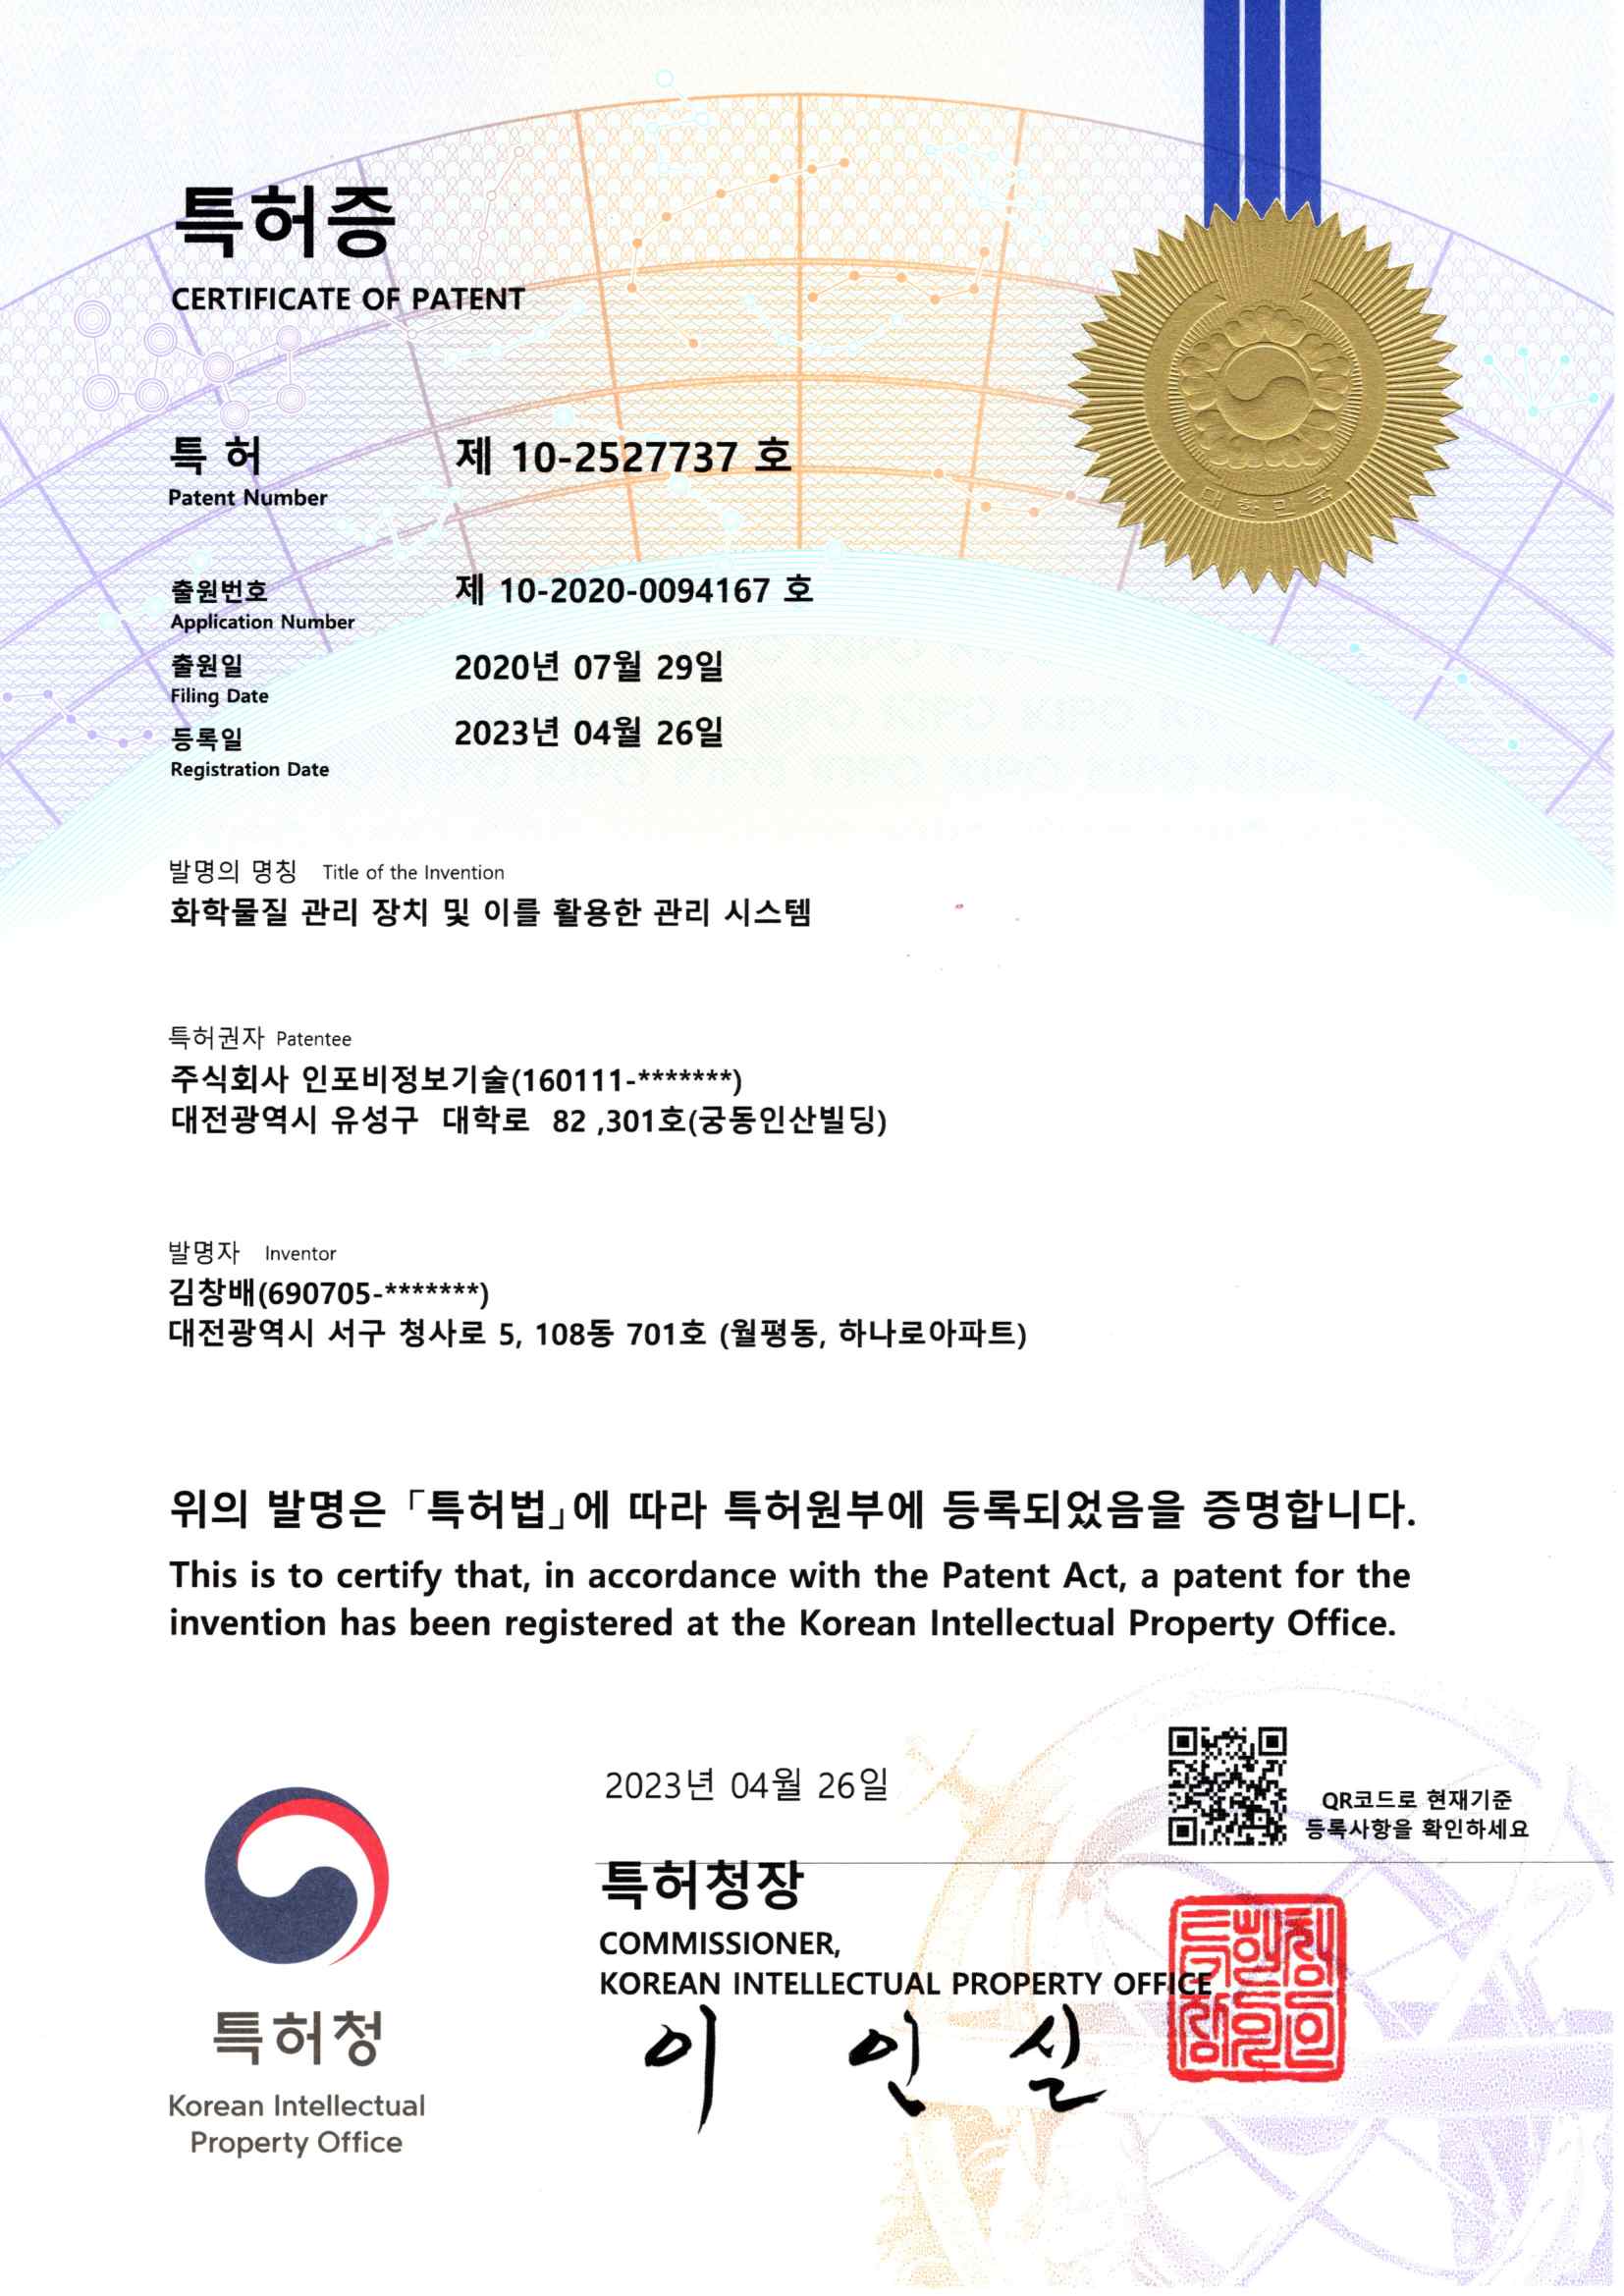 특허증
CERTIFICATE OF PATENT
특 허 제 10-2527737 호
Patent Number
출원번호 제 10-2020-0094167 호
Application Number
출원일 2020년 07월 29일
Filing Date
등록일 2023년 04월 26일
Registration Date
발명의 명칭 Title of the Invention
화학물질 관리 장치 및 이를 활용한 관리 시스템
특허권자 Patentee
주식회사 인포비정보기술(160111-*******)
대전광역시 유성구 대학로 82 ,301호(궁동인산빌딩)
발명자 Inventor
김창배(690705-*******)
대전광역시 서구 청사로 5, 108동 701호 (월평동, 하나로아파트)
위의 발명은 「특허법」에 따라 특허원부에 등록되었음을 증명합니다.
This is to certify that, in accordance with the Patent Act, a patent for the
invention has been registered at the Korean Intellectual Property Office.
2023년 04월 26일
QR코드로 현재기준
등록사항을 확인하세요
특허청장
COMMISSIONER,
KOREAN INTELLECTUAL PROPERTY OFFICE
이 인 실
특허청
Korean Intellectual
Property Office
대한민국